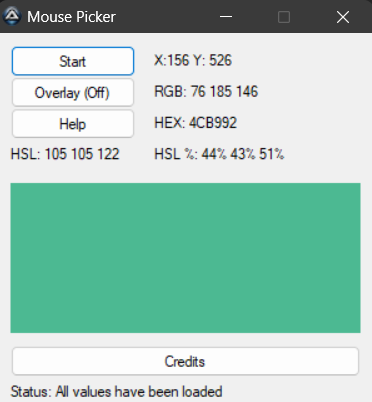 Mouse Picker
Start
X:156 Y: 526
Overlay (Off)
RGB: 76 185 146
Help
HEX: 4CB992
HSL: 105 105 122
HSL %: 44% 43% 51%
Credits
Status: All values have been loaded